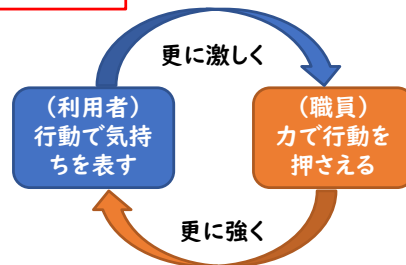 更に激しく
(利用者)
行動で気持
ちを表す
(職員)
力で行動を
押さえる
更に強く